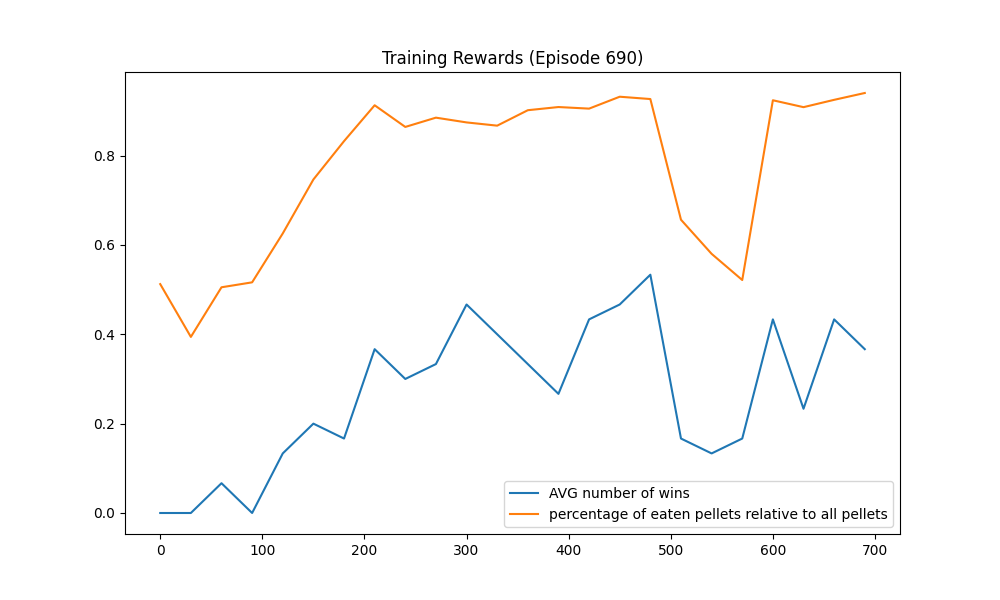 Training Rewards (Episode 690)
0.8
0.6
0.4
0.2
0.0
AVG number of wins
percentage of eaten pellets relative to all pellets
0 100 200 300 400 500 600 700